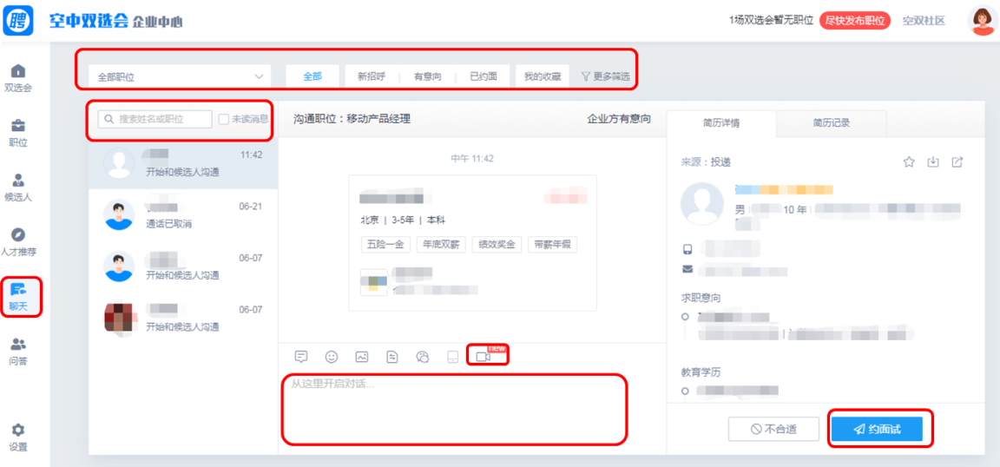 聘 空中双选会 企业中心
1场双选会暂无职位 尽快发布职位 空双社区
双选会
职位
候选人
人才推荐
聊天
问答
设置
全部职位 全部 新招呼 有意向 已约面 我的收藏 更多筛选
搜索姓名或职位 未读消息
11:42
开始和候选人沟通
06-21
通话已取消
06-07
开始和候选人沟通
06-07
开始和候选人沟通
沟通职位：移动产品经理 企业方有意向
中午 11:42
北京 | 3-5年 | 本科
五险一金 年底双薪 绩效奖金 带薪年假
从这里开启对话...
简历详情 简历记录
来源：投递
男 10 年
求职意向
教育学历
不合适 约面试